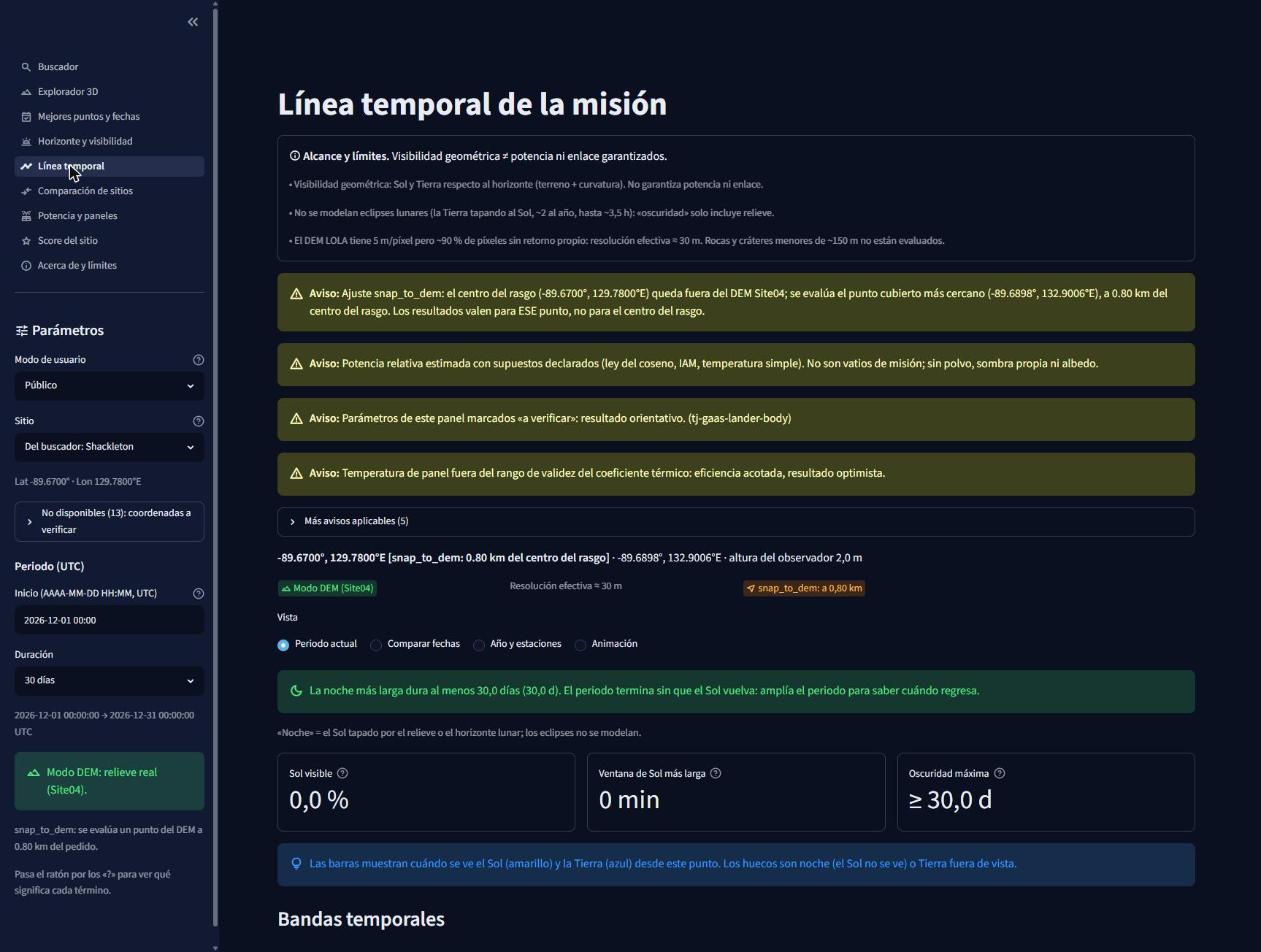 Buscador
Explorador 3D
Mejores puntos y fechas
Horizonte y visibilidad
Línea temporal
Comparación de sitios
Potencia y paneles
Score del sitio
Acerca de y límites
Parámetros
Modo de usuario
Público
Sitio
Del buscador: Shackleton
Lat -89.6700° · Lon 129.7800°E
No disponibles (13): coordenadas a
verificar
Periodo (UTC)
Inicio (AAAA-MM-DD HH:MM, UTC)
2026-12-01 00:00
Duración
30 días
2026-12-01 00:00:00 → 2026-12-31 00:00:00
UTC
Modo DEM: relieve real
(Site04).
snap_to_dem: se evalúa un punto del DEM a
0.80 km del pedido.
Pasa el ratón por los «?» para ver qué
significa cada término.
Línea temporal de la misión
Alcance y límites. Visibilidad geométrica ≠ potencia ni enlace garantizados.
• Visibilidad geométrica: Sol y Tierra respecto al horizonte (terreno + curvatura). No garantiza potencia ni enlace.
• No se modelan eclipses lunares (la Tierra tapando al Sol, ~2 al año, hasta ~3,5 h): «oscuridad» solo incluye relieve.
• El DEM LOLA tiene 5 m/píxel pero ~90 % de píxeles sin retorno propio: resolución efectiva ≈ 30 m. Rocas y cráteres menores de ~150 m no están evaluados.
Aviso: Ajuste snap_to_dem: el centro del rasgo (-89.6700°, 129.7800°E) queda fuera del DEM Site04; se evalúa el punto cubierto más cercano (-89.6898°, 132.9006°E), a 0.80 km del
centro del rasgo. Los resultados valen para ESE punto, no para el centro del rasgo.
Aviso: Potencia relativa estimada con supuestos declarados (ley del coseno, IAM, temperatura simple). No son vatios de misión; sin polvo, sombra propia ni albedo.
Aviso: Parámetros de este panel marcados «a verificar»: resultado orientativo. (tj-gaas-lander-body)
Aviso: Temperatura de panel fuera del rango de validez del coeficiente térmico: eficiencia acotada, resultado optimista.
Más avisos aplicables (5)
-89.6700°, 129.7800°E [snap_to_dem: 0.80 km del centro del rasgo] · -89.6898°, 132.9006°E · altura del observador 2,0 m
Modo DEM (Site04)
Resolución efectiva ≈ 30 m
snap_to_dem: a 0,80 km
Vista
Periodo actual
Comparar fechas
Año y estaciones
Animación
La noche más larga dura al menos 30,0 días (30,0 d). El periodo termina sin que el Sol vuelva: amplía el periodo para saber cuándo regresa.
«Noche» = el Sol tapado por el relieve o el horizonte lunar; los eclipses no se modelan.
Sol visible
0,0 %
Ventana de Sol más larga
0 min
Oscuridad máxima
≥ 30,0 d
Las barras muestran cuándo se ve el Sol (amarillo) y la Tierra (azul) desde este punto. Los huecos son noche (el Sol no se ve) o Tierra fuera de vista.
Bandas temporales